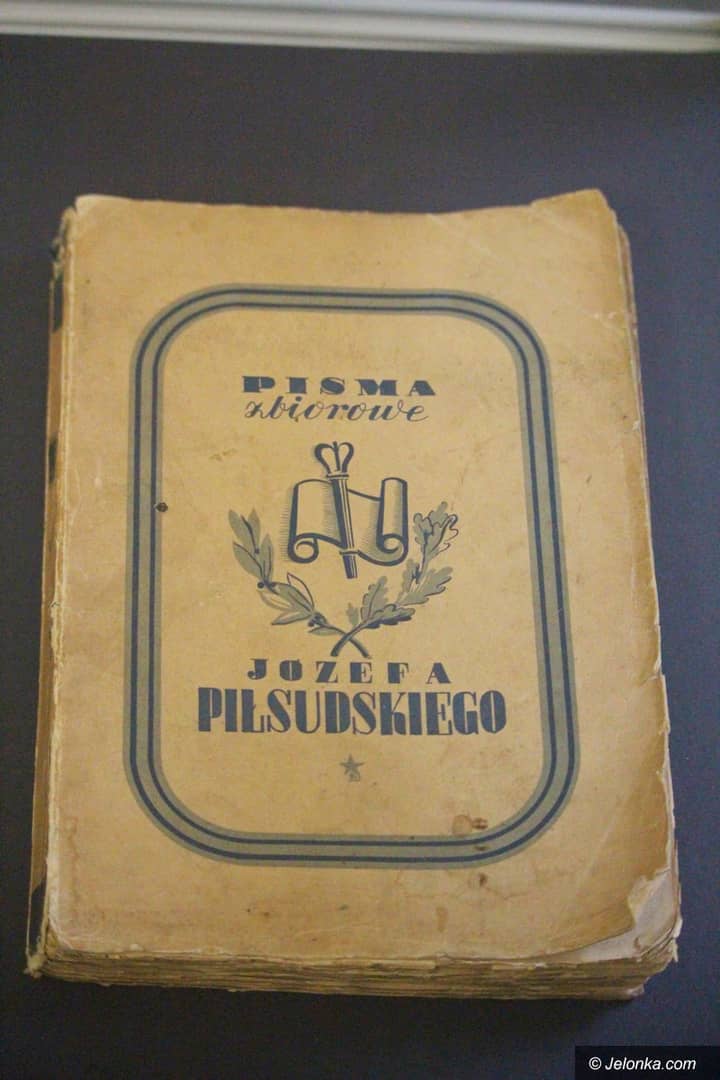 PISMA
zbiorowe
JÓZEFA
PIŁSUDSKIEGO
© Jelonka.com